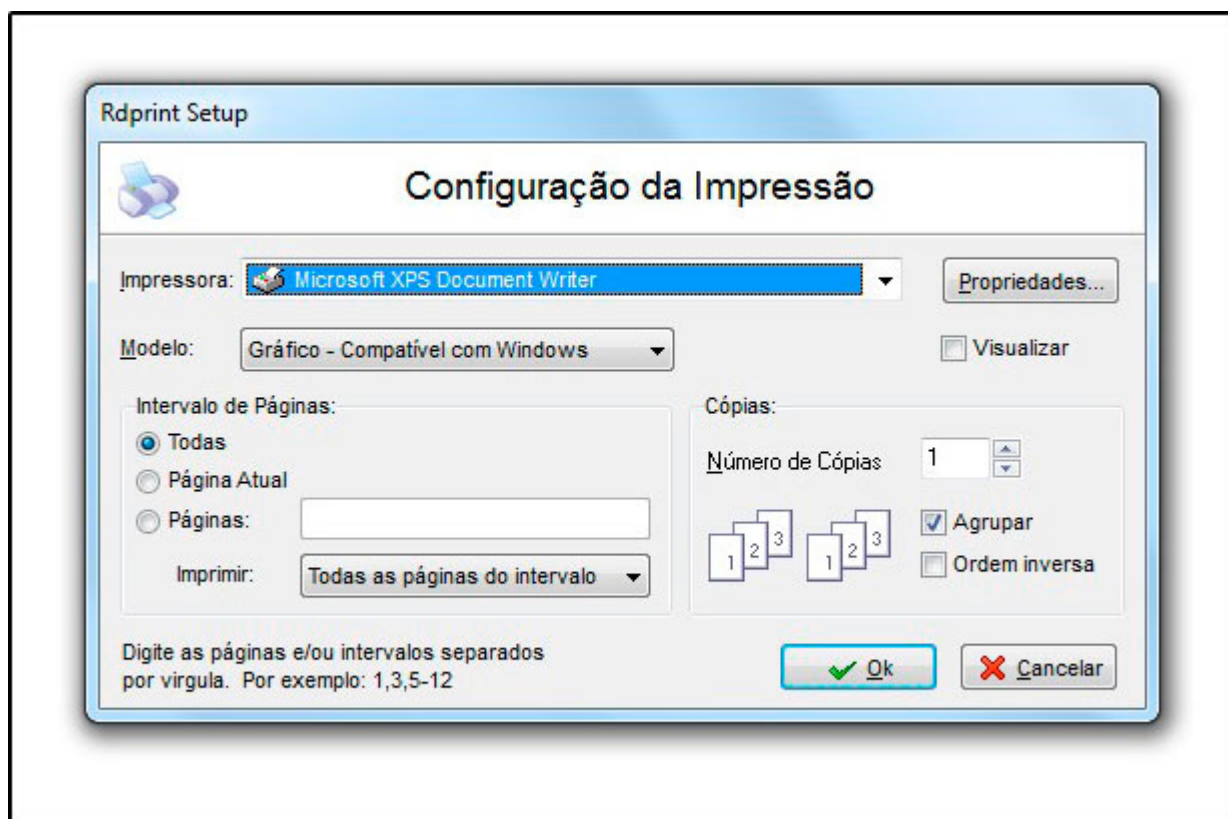 Rdprint Setup
Configuração da Impressão
Impressora: Microsoft XPS Document Writer Propriedades...
Modelo: Gráfico - Compatível com Windows Visualizar
Intervalo de Páginas:
Todas
Página Atual
Páginas:
Imprimir: Todas as páginas do intervalo
Cópias:
Número de Cópias 1
1 2 3 1 2 3
Agrupar
Ordem inversa
Digite as páginas e/ou intervalos separados
por virgula. Por exemplo: 1,3,5-12
Ok Cancelar